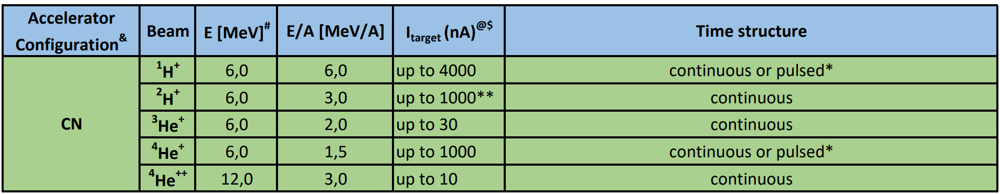 Accelerator Configuration& Beam E [MeV]# E/A [MeV/A] Itarget (nA)@$ Time structure
CN
1H+ 6,0 6,0 up to 4000 continuous or pulsed*
2H+ 6,0 3,0 up to 1000** continuous
3He+ 6,0 2,0 up to 30 continuous
4He+ 6,0 1,5 up to 1000 continuous or pulsed*
4He++ 12,0 3,0 up to 10 continuous